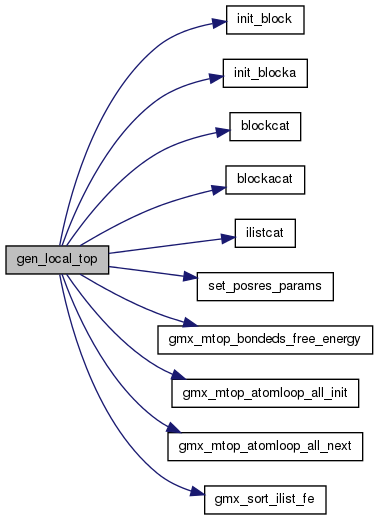 init_block
init_blocka
blockcat
blockacat
gen_local_top
ilistcat
set_posres_params
gmx_mtop_bondeds_free_energy
gmx_mtop_atomloop_all_init
gmx_mtop_atomloop_all_next
gmx_sort_ilist_fe